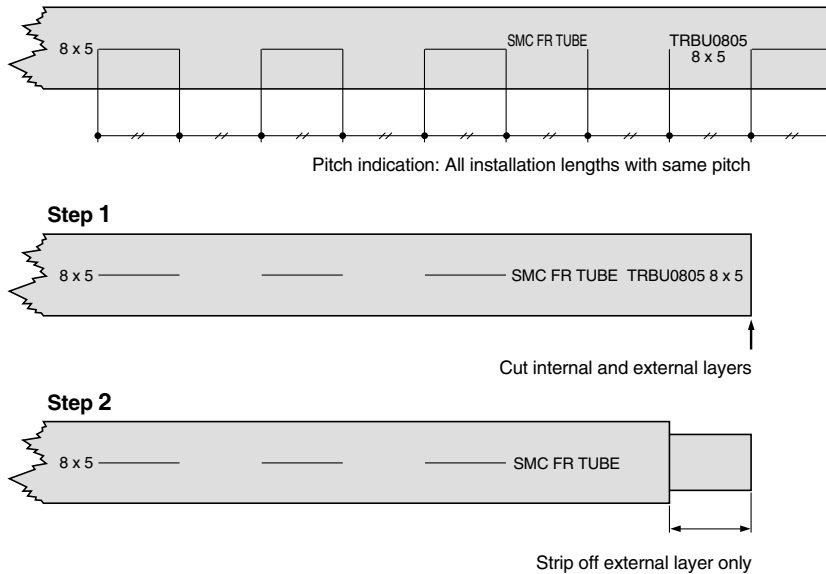 8 x 5 SMC FR TUBE TRBU0805
8 x 5
Pitch indication: All installation lengths with same pitch
Step 1
8 x 5 SMC FR TUBE TRBU0805 8 x 5
Cut internal and external layers
Step 2
8 x 5 SMC FR TUBE
Strip off external layer only